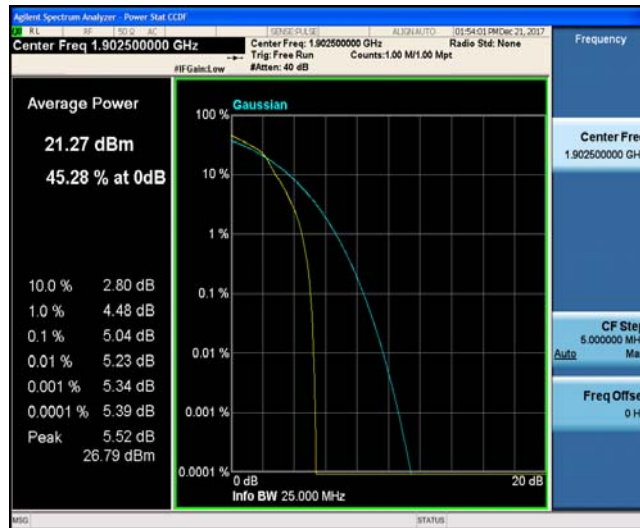 Agilent Spectrum Analyzer - Power Stat CCDF
RL RF 50 Ω AC SENSE:PULSE ALIGN AUTO 01:54:01 PM Dec 21, 2017
Center Freq 1.902500000 GHz
Center Freq: 1.902500000 GHz Radio Std: None
Trig: Free Run Counts:1.00 M/1.00 Mpt
#IFGain:Low #Atten: 40 dB
Frequency
Average Power
21.27 dBm
45.28 % at 0dB
10.0 % 2.80 dB
1.0 % 4.48 dB
0.1 % 5.04 dB
0.01 % 5.23 dB
0.001 % 5.34 dB
0.0001 % 5.39 dB
Peak 5.52 dB
26.79 dBm
Gaussian
100 %
10 %
1 %
0.1 %
0.01 %
0.001 %
0.0001 %
0 dB 20 dB
Info BW 25.000 MHz
Center Fre
1.902500000 GH
CF Step
5.000000 MH
Auto Ma
Freq Offse
0 H
MSG STATUS